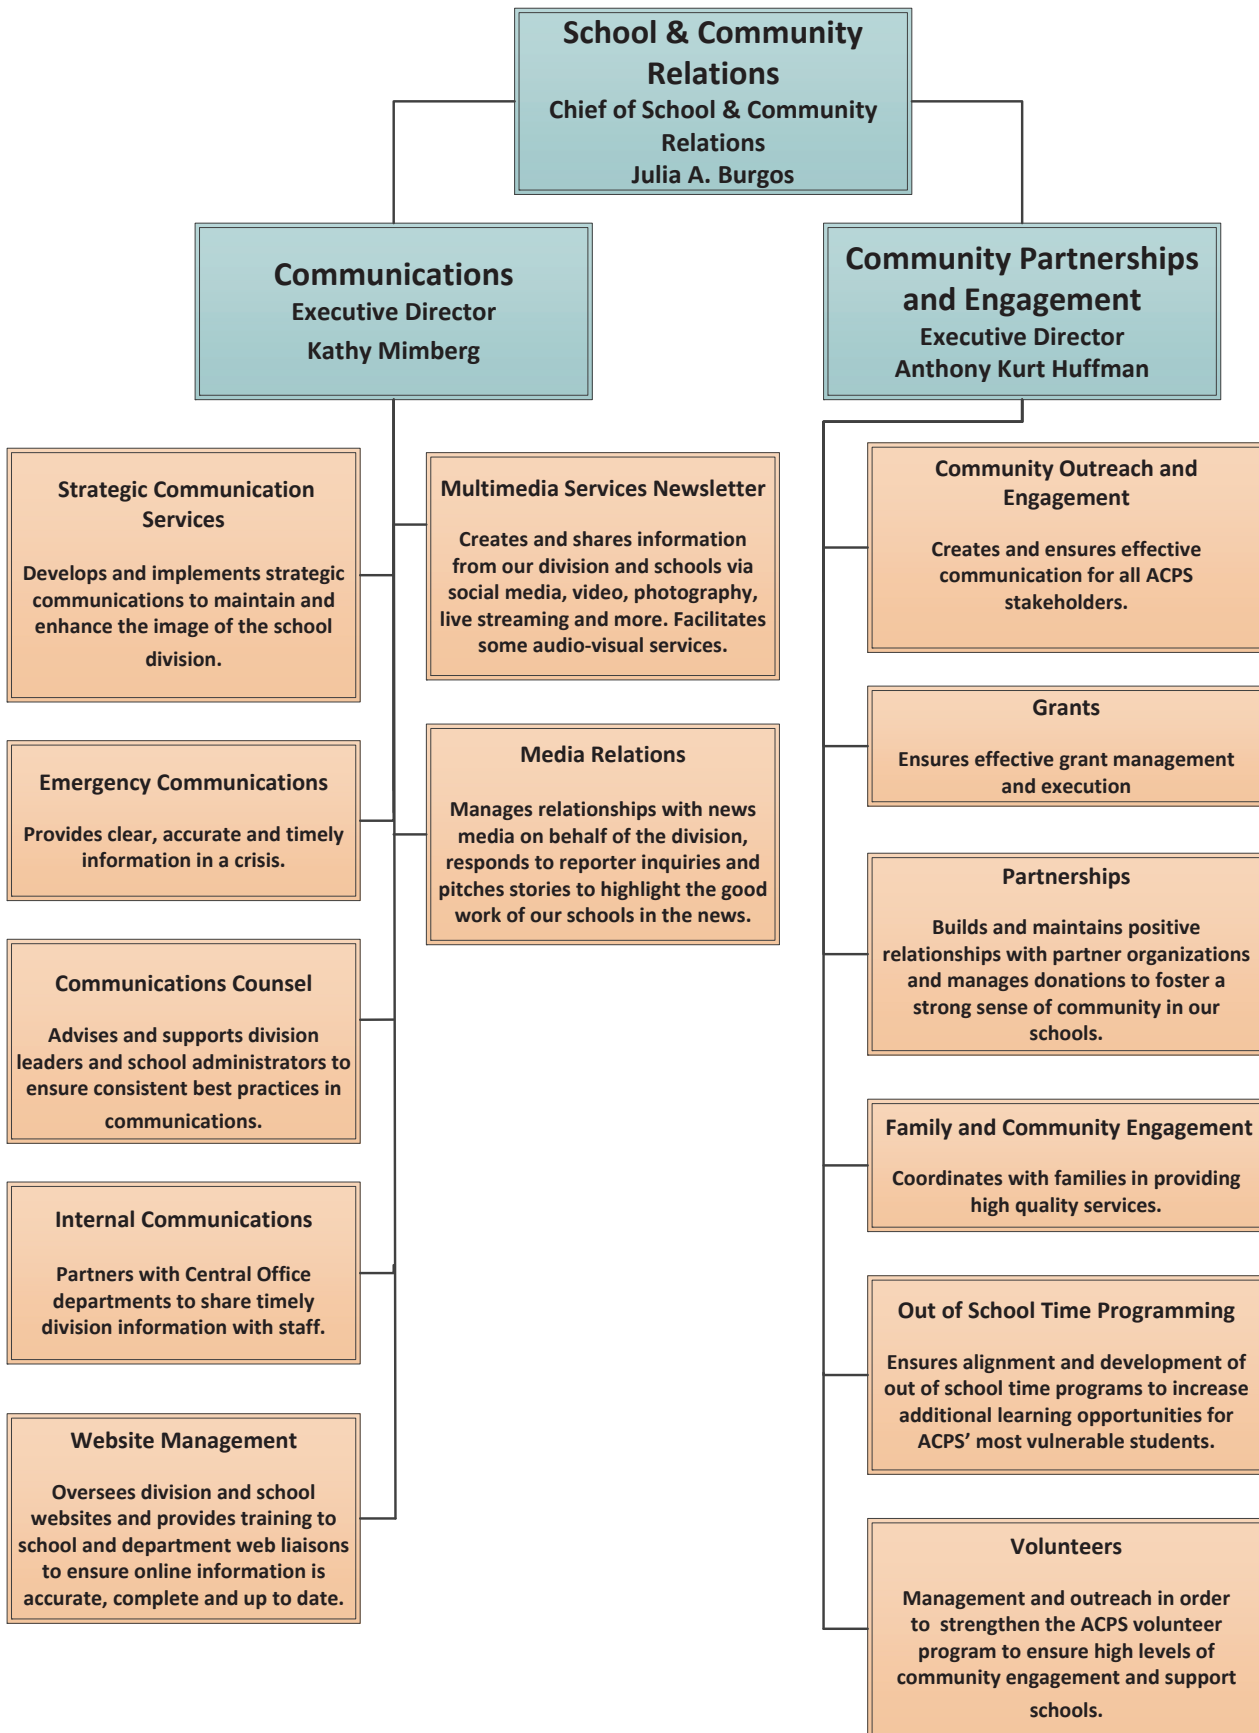 School & Community
Relations
Chief of School & Community
Relations
Julia A. Burgos
Communications
Executive Director
Kathy Mimberg
Community Partnerships
and Engagement
Executive Director
Anthony Kurt Huffman
Strategic Communication
Services
Develops and implements strategic
communications to maintain and
enhance the image of the school
division.
Emergency Communications
Provides clear, accurate and timely
information in a crisis.
Communications Counsel
Advises and supports division
leaders and school administrators to
ensure consistent best practices in
communications.
Internal Communications
Partners with Central Office
departments to share timely
division information with staff.
Website Management
Oversees division and school
websites and provides training to
school and department web liaisons
to ensure online information is
accurate, complete and up to date.
Multimedia Services Newsletter
Creates and shares information
from our division and schools via
social media, video, photography,
live streaming and more. Facilitates
some audio-visual services.
Media Relations
Manages relationships with news
media on behalf of the division,
responds to reporter inquiries and
pitches stories to highlight the good
work of our schools in the news.
Community Outreach and
Engagement
Creates and ensures effective
communication for all ACPS
stakeholders.
Grants
Ensures effective grant management
and execution
Partnerships
Builds and maintains positive
relationships with partner organizations
and manages donations to foster a
strong sense of community in our
schools.
Family and Community Engagement
Coordinates with families in providing
high quality services.
Out of School Time Programming
Ensures alignment and development of
out of school time programs to increase
additional learning opportunities for
ACPS’ most vulnerable students.
Volunteers
Management and outreach in order
to strengthen the ACPS volunteer
program to ensure high levels of
community engagement and support
schools.